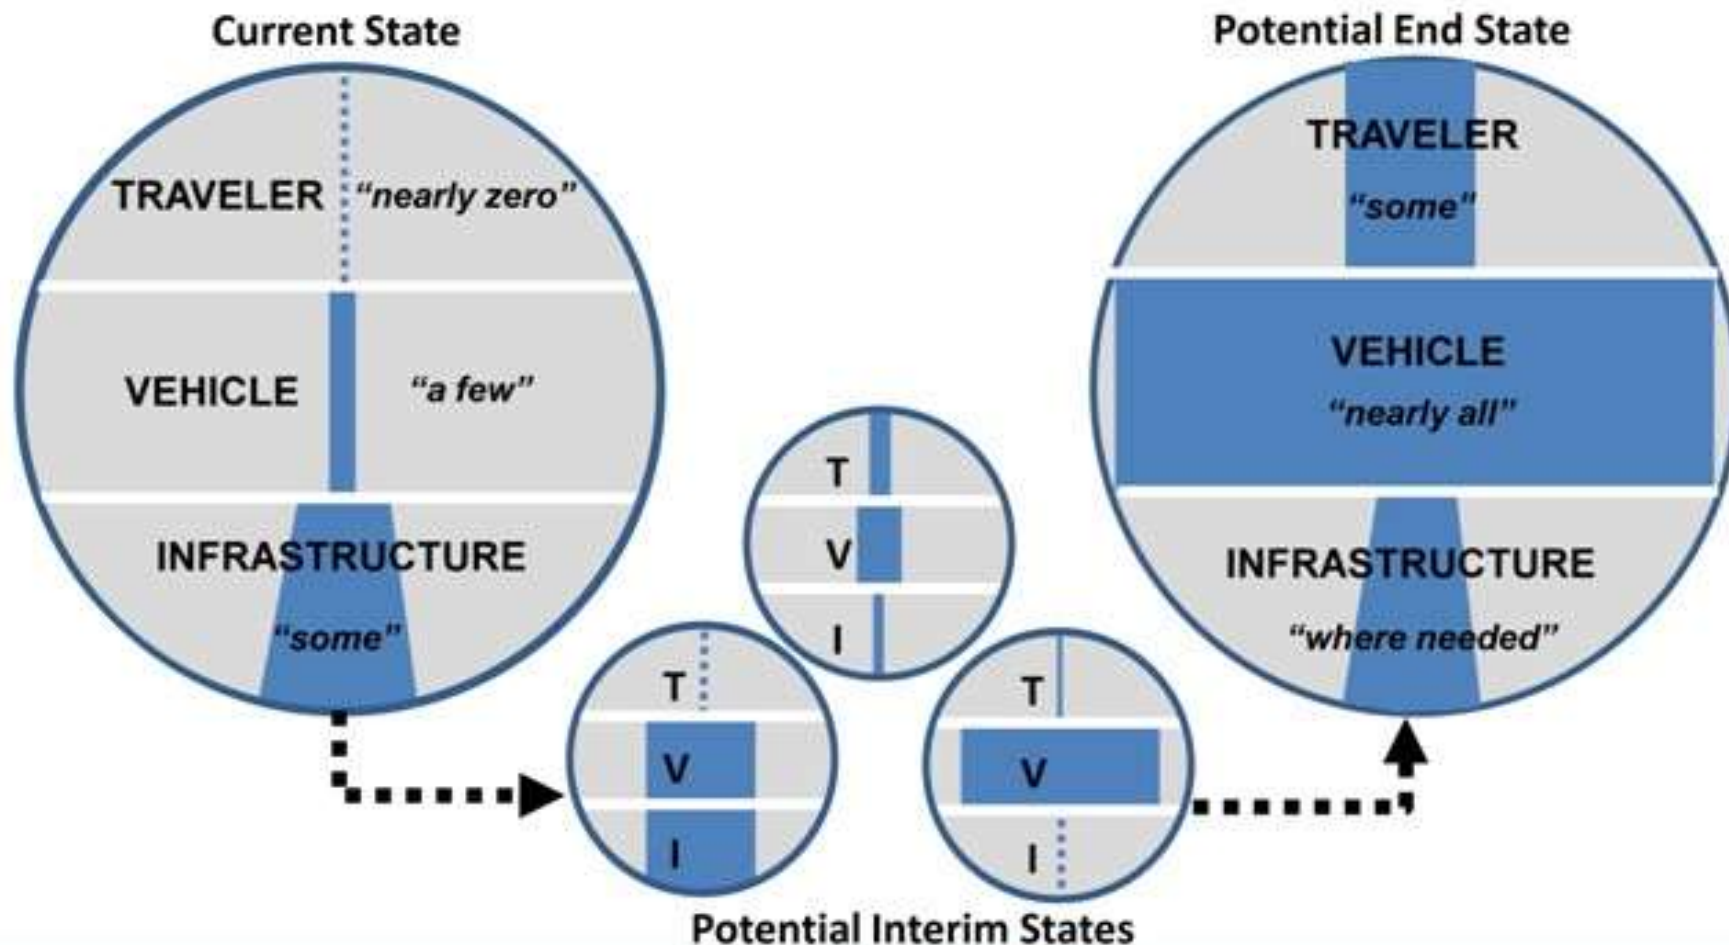 Current State
TRAVELER “nearly zero”
VEHICLE “a few”
INFRASTRUCTURE
“some”
T
V
I
T
V
I
T
V
I
Potential Interim States
Potential End State
TRAVELER
“some”
VEHICLE
“nearly all”
INFRASTRUCTURE
“where needed”